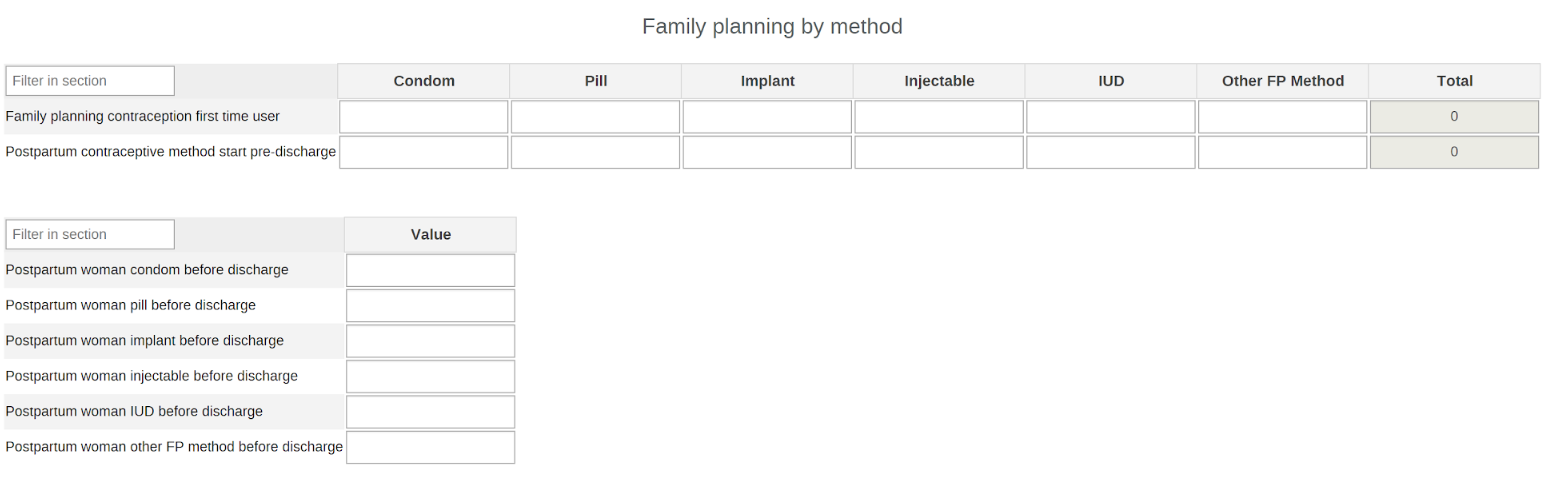 Family planning by method
Filter in section Condom Pill Implant Injectable IUD Other FP Method Total
Family planning contraception first time user 0
Postpartum contraceptive method start pre-discharge 0
Filter in section Value
Postpartum woman condom before discharge
Postpartum woman pill before discharge
Postpartum woman implant before discharge
Postpartum woman injectable before discharge
Postpartum woman IUD before discharge
Postpartum woman other FP method before discharge